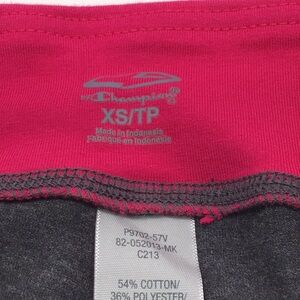 by Champion®
XS/TP
Made in Indonesia
Fabriqué en Indonésie
P9702-57V
82-052013-MK
C213
54% COTTON/
36% POLYESTER/